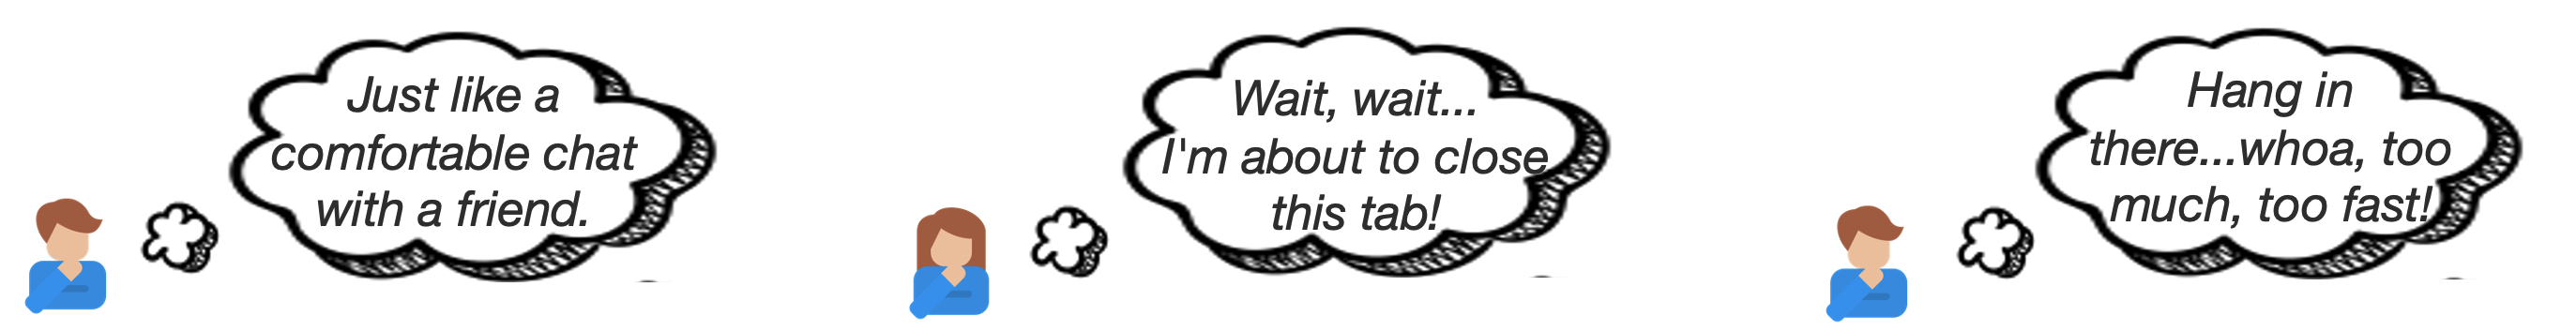 Just like a
comfortable chat
with a friend.
Wait, wait...
I'm about to close
this tab!
Hang in
there...whoa, too
much, too fast!